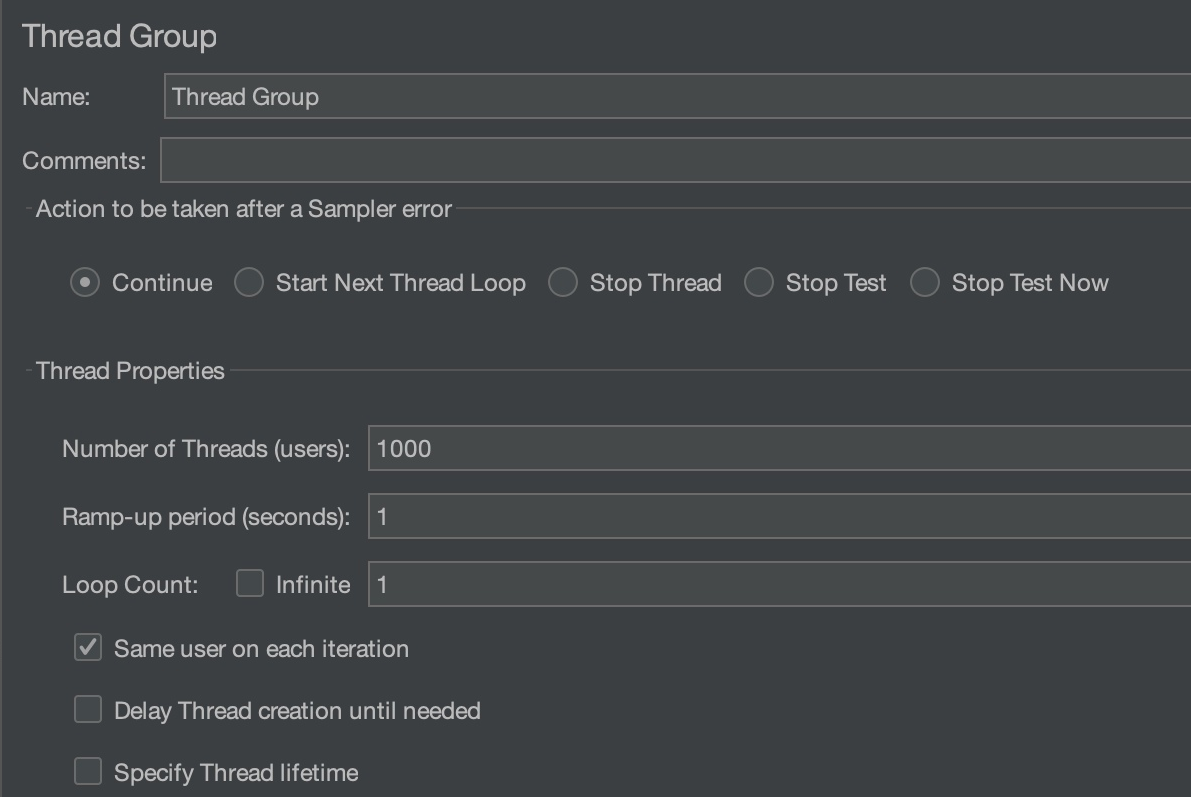 Thread Group
Name: Thread Group
Comments:
Action to be taken after a Sampler error
Continue Start Next Thread Loop Stop Thread Stop Test Stop Test Now
Thread Properties
Number of Threads (users): 1000
Ramp-up period (seconds): 1
Loop Count: Infinite 1
Same user on each iteration
Delay Thread creation until needed
Specify Thread lifetime